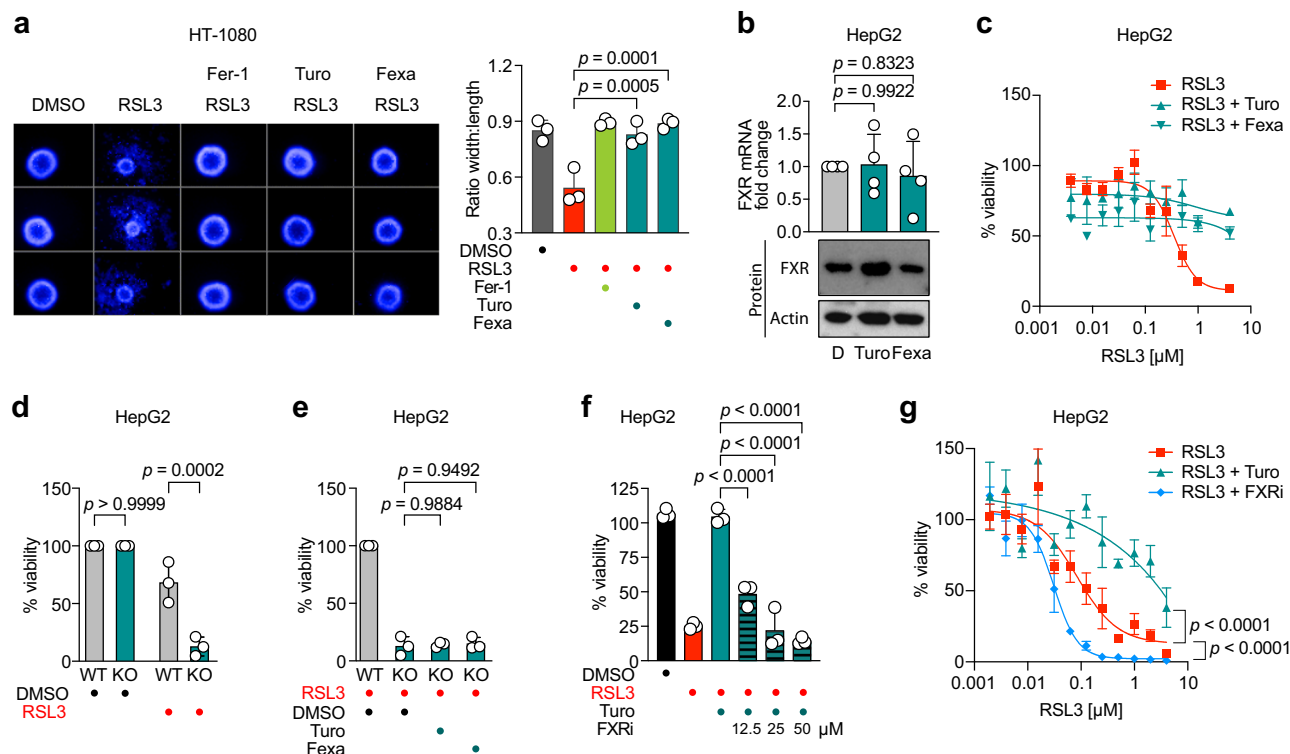 a
HT-1080
Fer-1 Turo Fexa
DMSO RSL3 RSL3 RSL3 RSL3
p = 0.0001
p = 0.0005
1.2
0.9
0.6
0.3
Ratio width:length
DMSO
RSL3
Fer-1
Turo
Fexa
b
HepG2
p = 0.8323
p = 0.9922
2.0
1.5
1.0
0.5
0.0
FXR mRNA
fold change
Protein
FXR
Actin
D Turo Fexa
c
HepG2
RSL3
RSL3 + Turo
RSL3 + Fexa
150
100
50
0
% viability
0.001 0.01 0.1 1 10
RSL3 [µM]
d
HepG2
p = 0.0002
p > 0.9999
150
100
50
0
% viability
WT KO WT KO
DMSO
RSL3
e
HepG2
p = 0.9492
p = 0.9884
150
100
50
0
% viability
WT KO KO KO
RSL3
DMSO
Turo
Fexa
f
HepG2
p < 0.0001
p < 0.0001
p < 0.0001
125
100
75
50
25
0
% viability
DMSO
RSL3
Turo
FXRi 12.5 25 50 µM
g
HepG2
RSL3
RSL3 + Turo
RSL3 + FXRi
150
100
50
0
% viability
p < 0.0001
p < 0.0001
0.001 0.01 0.1 1 10
RSL3 [µM]